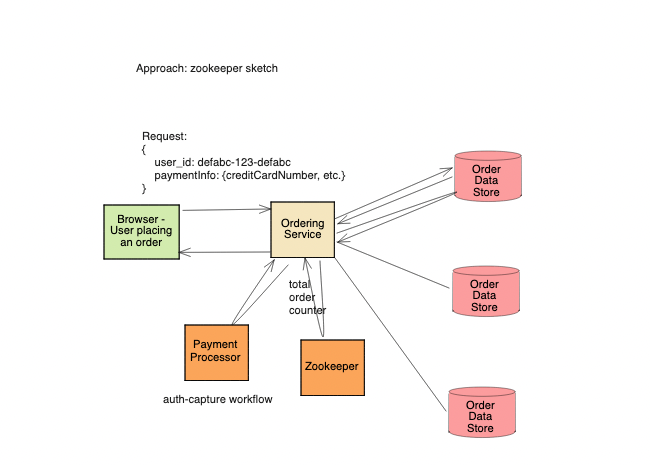 Approach: zookeeper sketch
Request:
{
user_id: defabc-123-defabc
paymentInfo: {creditCardNumber, etc.}
}
Browser -
User placing
an order
Ordering
Service
Order
Data
Store
total
order
counter
Order
Data
Store
Payment
Processor
Zookeeper
auth-capture workflow
Order
Data
Store